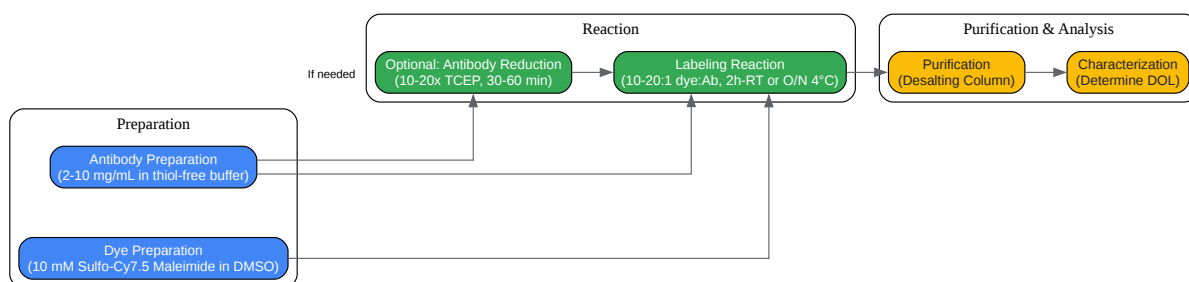 Reaction
Purification & Analysis
If needed
Optional: Antibody Reduction
(10-20x TCEP, 30-60 min)
Labeling Reaction
(10-20:1 dye:Ab, 2h-RT or O/N 4°C)
Purification
(Desalting Column)
Characterization
(Determine DOL)
Preparation
Antibody Preparation
(2-10 mg/mL in thiol-free buffer)
Dye Preparation
(10 mM Sulfo-Cy7.5 Maleimide in DMSO)